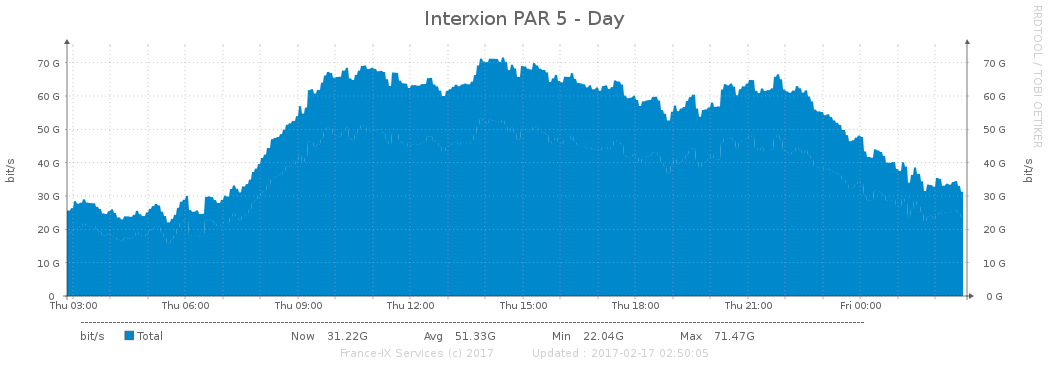 Interxion PAR 5 - Day
RRDTOOL / TOBI OETIKER
bit/s
70 G 70 G
60 G 60 G
50 G 50 G
40 G 40 G
30 G 30 G
20 G 20 G
10 G 10 G
0 0 G
bit/s
Thu 03:00 Thu 06:00 Thu 09:00 Thu 12:00 Thu 15:00 Thu 18:00 Thu 21:00 Fri 00:00
bit/s Total Now 31.22G Avg 51.33G Min 22.04G Max 71.47G
France-IX Services (c) 2017 Updated : 2017-02-17 02:50:05